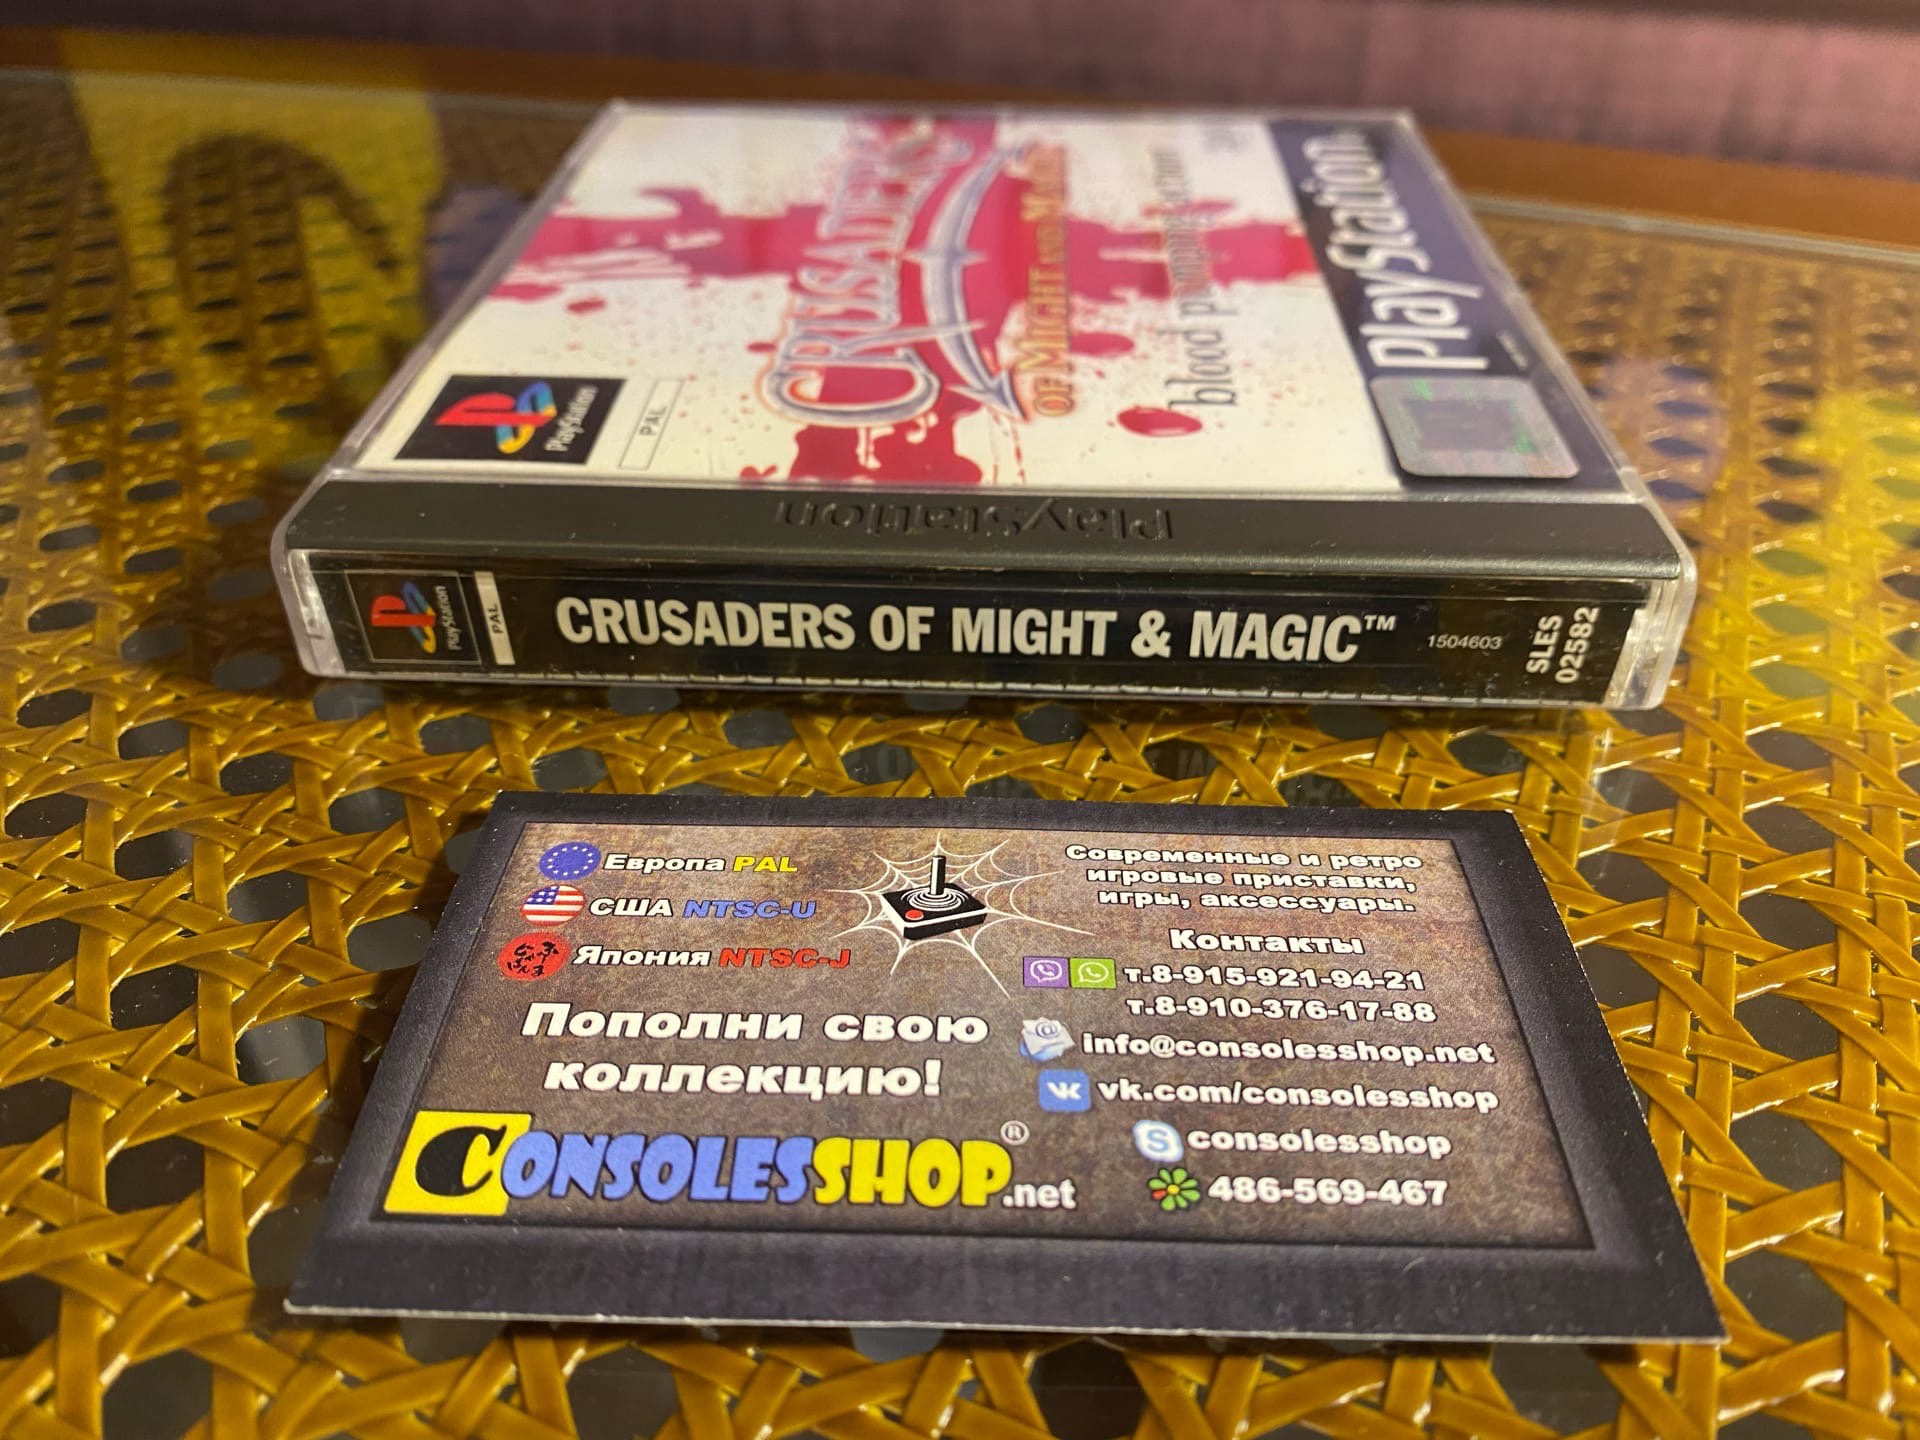 CRUSADERS
OF MIGHT AND MAGIC
blood pumping action
PlayStation
PlayStation
PAL
PlayStation
PlayStation
PAL
CRUSADERS OF MIGHT & MAGIC™
1504603
SLES
02582
Европа PAL
США NTSC-U
Япония NTSC-J
Пополни свою
коллекцию!
CONSOLESSHOP®.net
Современные и ретро
игровые приставки,
игры, аксессуары.
Контакты
т.8-915-921-94-21
т.8-910-376-17-88
info@consolesshop.net
vk.com/consolesshop
consolesshop
486-569-467